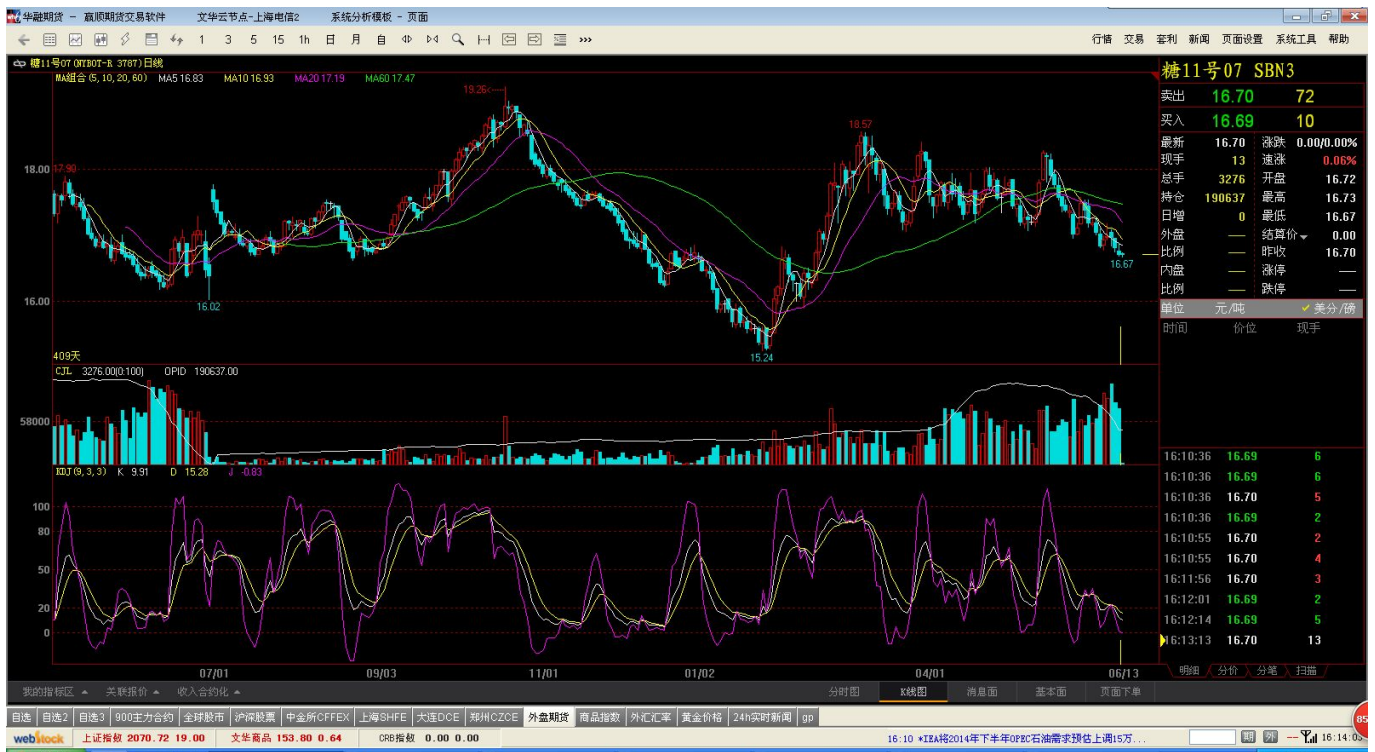 华融期货 - 赢顺期货交易软件 文华云节点-上海电信2 系统分析模板 - 页面
1 3 5 15 1h 日 月 自 >>> 行情 交易 套利 新闻 页面设置 系统工具 帮助
糖11号07 (NYBOT-R 3787)日线
MA组合(5,10,20,60) MA5 16.83 MA10 16.93 MA20 17.19 MA60 17.47
19.26
18.57
18.00
17.90
16.67
16.00
16.02
15.24
409天
CJL 3276.00(0:100) OPID 190637.00
58000
KDJ(9,3,3) K 9.91 D 15.28 J -0.83
100
80
50
20
0
07/01 09/03 11/01 01/02 04/01 06/13
糖11号07 SBN3
卖出 16.70 72
买入 16.69 10
最新 16.70 涨跌 0.00/0.00%
现手 13 速涨 0.06%
总手 3276 开盘 16.72
持仓 190637 最高 16.73
日增 0 最低 16.67
外盘 — 结算价 0.00
比例 — 昨收 16.70
内盘 — 涨停 —
比例 — 跌停 —
单位 元/吨 ✓美分/磅
时间 价位 现手
16:10:36 16.69 6
16:10:36 16.69 6
16:10:36 16.70 5
16:10:36 16.69 2
16:10:55 16.70 2
16:10:55 16.70 4
16:11:56 16.70 3
16:12:01 16.69 2
16:12:14 16.69 5
16:13:13 16.70 13
明细 分价 分笔 扫描
我的指标区 关联报价 收入合约化 分时图 K线图 消息面 基本面 页面下单
自选 自选2 自选3 900主力合约 全球股市 沪深股票 中金所CFFEX 上海SHFE 大连DCE 郑州CZCE 外盘期货 商品指数 外汇汇率 黄金价格 24h实时新闻 gp
85
webstock 上证指数 2070.72 19.00 文华商品 153.80 0.64 CRB指数 0.00 0.00 16:10 *IEA将2014年下半年OPEC石油需求预估上调15万... 期 外 -- 16:14:03